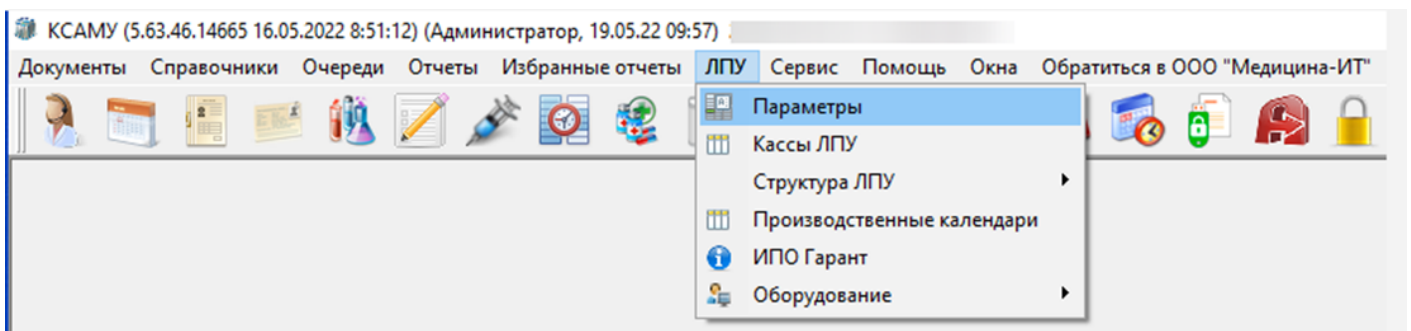 КСАМУ (5.63.46.14665 16.05.2022 8:51:12) (Администратор, 19.05.22 09:57)
Документы Справочники Очереди Отчеты Избранные отчеты ЛПУ Сервис Помощь Окна Обратиться в ООО "Медицина-ИТ"
Параметры
Кассы ЛПУ
Структура ЛПУ
Производственные календари
ИПО Гарант
Оборудование